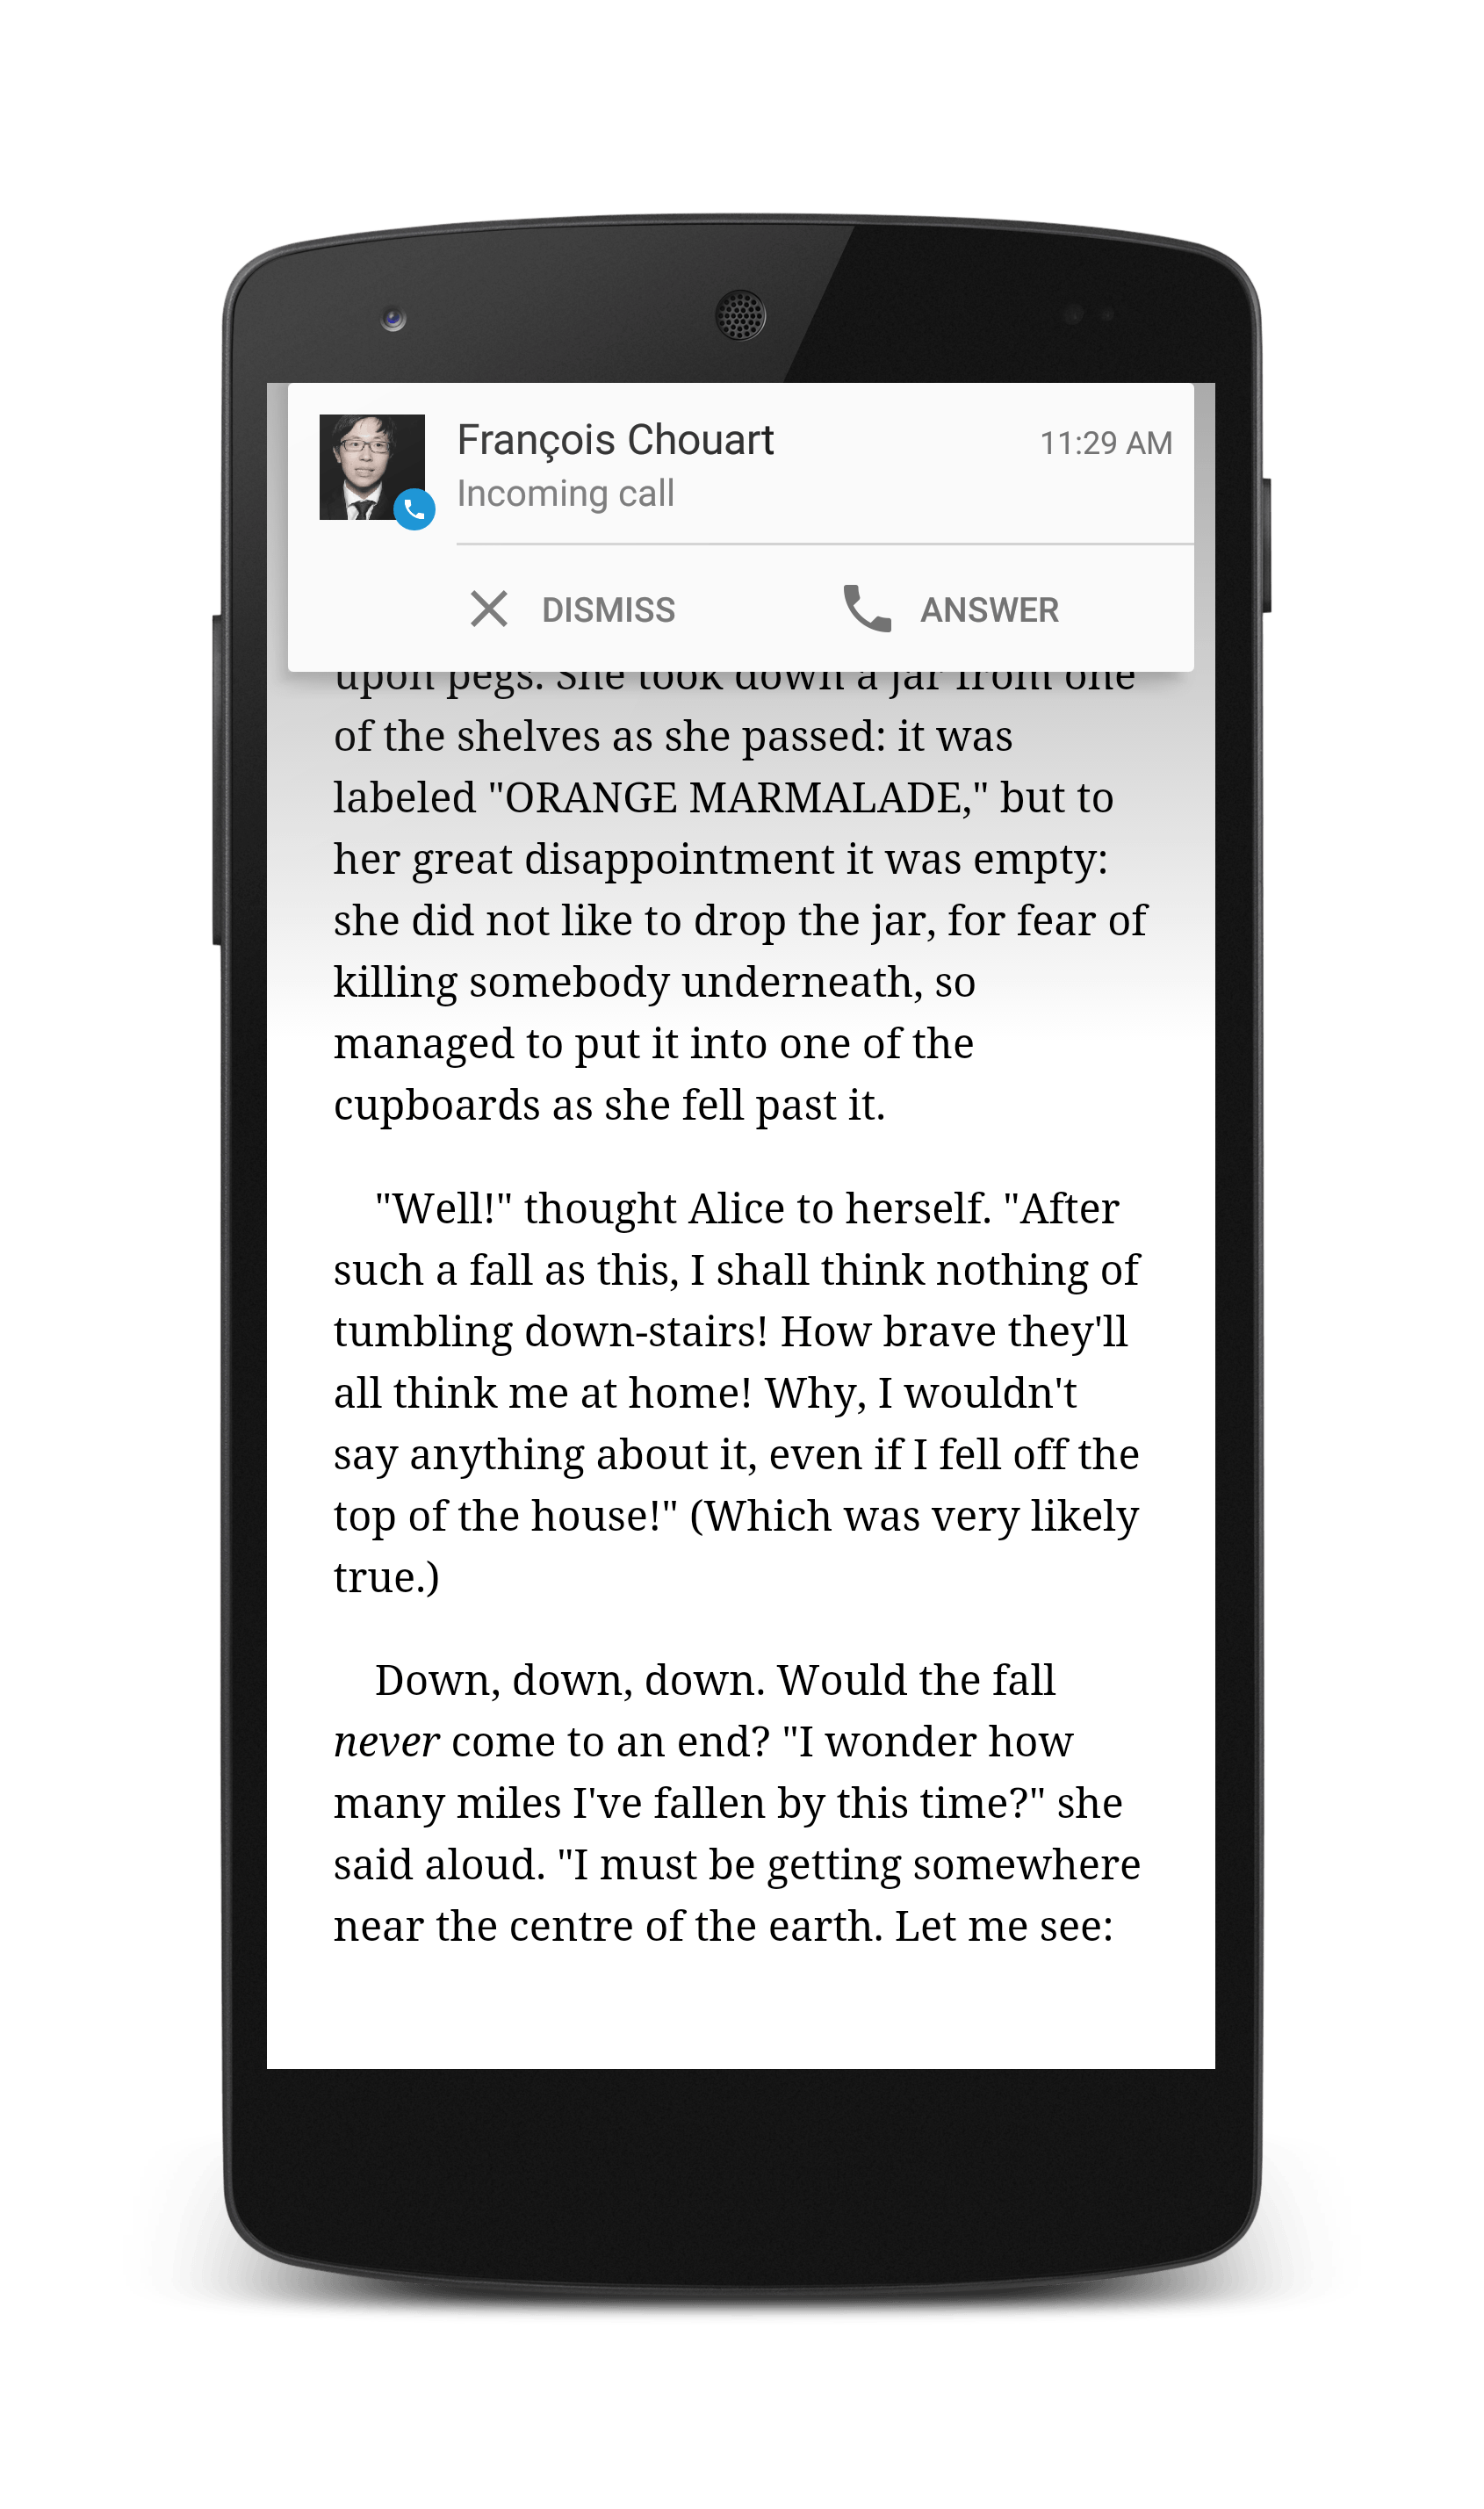 François Chouart
11:29 AM
Incoming call
DISMISS
ANSWER
upon pegs. She took down a jar from one
of the shelves as she passed: it was
labeled "ORANGE MARMALADE," but to
her great disappointment it was empty:
she did not like to drop the jar, for fear of
killing somebody underneath, so
managed to put it into one of the
cupboards as she fell past it.
"Well!" thought Alice to herself. "After
such a fall as this, I shall think nothing of
tumbling down-stairs! How brave they'll
all think me at home! Why, I wouldn't
say anything about it, even if I fell off the
top of the house!" (Which was very likely
true.)
Down, down, down. Would the fall
never come to an end? "I wonder how
many miles I've fallen by this time?" she
said aloud. "I must be getting somewhere
near the centre of the earth. Let me see: